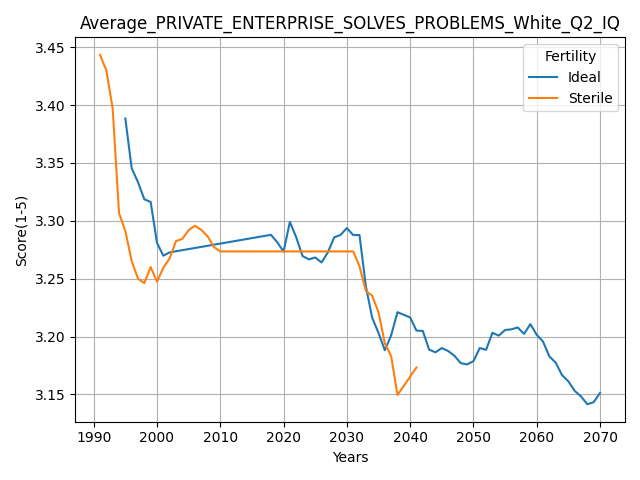 Average_PRIVATE_ENTERPRISE_SOLVES_PROBLEMS_White_Q2_IQ
Fertility
Ideal
Sterile
Score(1-5)
3.45
3.40
3.35
3.30
3.25
3.20
3.15
1990 2000 2010 2020 2030 2040 2050 2060 2070
Years